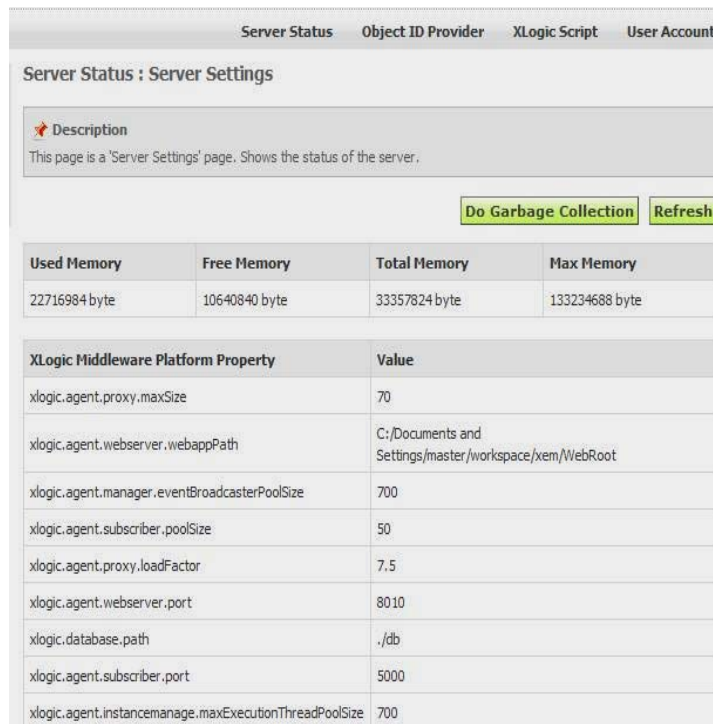 Server Status Object ID Provider XLogic Script User Account
Server Status : Server Settings
Description
This page is a 'Server Settings' page. Shows the status of the server.
Do Garbage Collection Refresh
Used Memory Free Memory Total Memory Max Memory
22716984 byte 10640840 byte 33357824 byte 133234688 byte
XLogic Middleware Platform Property Value
xlogic.agent.proxy.maxSize 70
xlogic.agent.webserver.webappPath C:/Documents and
Settings/master/workspace/xem/WebRoot
xlogic.agent.manager.eventBroadcasterPoolSize 700
xlogic.agent.subscriber.poolSize 50
xlogic.agent.proxy.loadFactor 7.5
xlogic.agent.webserver.port 8010
xlogic.database.path ./db
xlogic.agent.subscriber.port 5000
xlogic.agent.instancemanage.maxExecutionThreadPoolSize 700